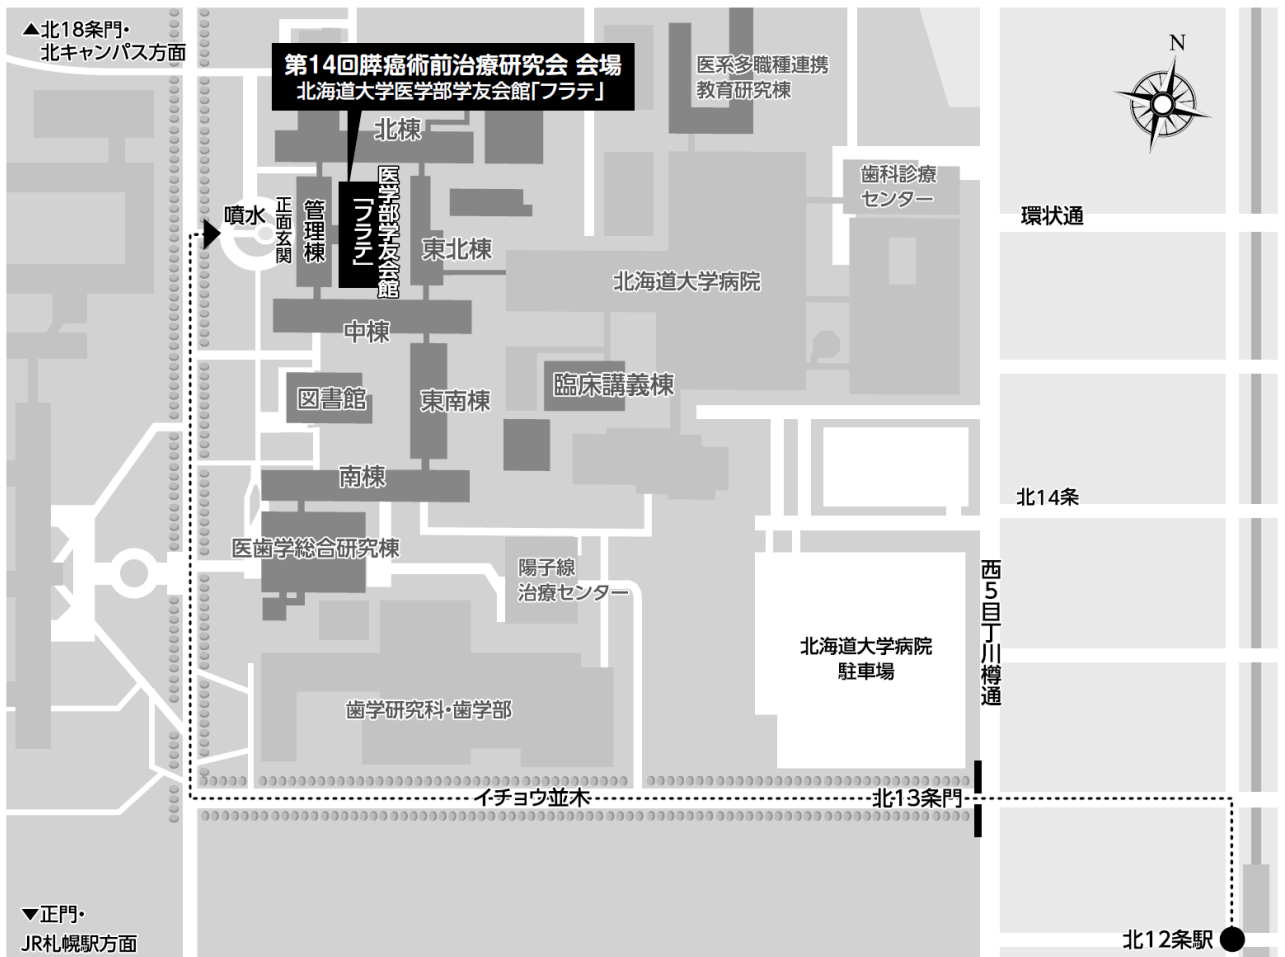 ▲北18条門・
北キャンパス方面
第14回膵癌術前治療研究会 会場
北海道大学医学部学友会館「フラテ」
医系多職種連携
教育研究棟
N
北棟
歯科診療
センター
噴水
正面玄関
管理棟
「フラテ」
医学部学友会館
東北棟
環状通
北海道大学病院
中棟
図書館
東南棟
臨床講義棟
南棟
北14条
医歯学総合研究棟
陽子線
治療センター
西5目丁川樽通
北海道大学病院
駐車場
歯学研究科・歯学部
イチョウ並木
北13条門
▼正門・
JR札幌駅方面
北12条駅